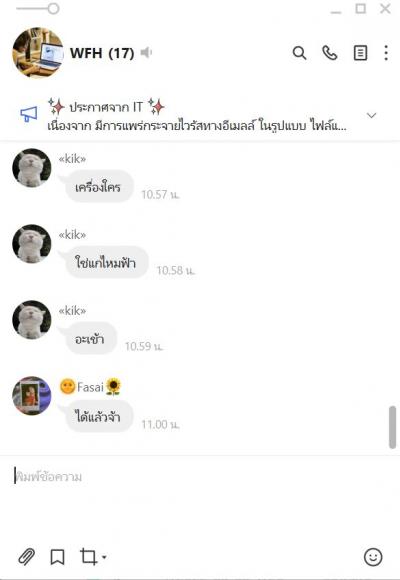 WFH (17)
ประกาศจาก IT
เนื่องจาก มีการแพร่กระจายไวรัสทางอีเมลล์ ในรูปแบบ ไฟล์แ...
«kik»
เครื่องใคร
10.57 น.
«kik»
ใช่แกไหมฟ้า
10.58 น.
«kik»
อะเช้า
10.59 น.
Fasai
ได้แล้วจ้า
11.00 น.
พิมพ์ข้อความ